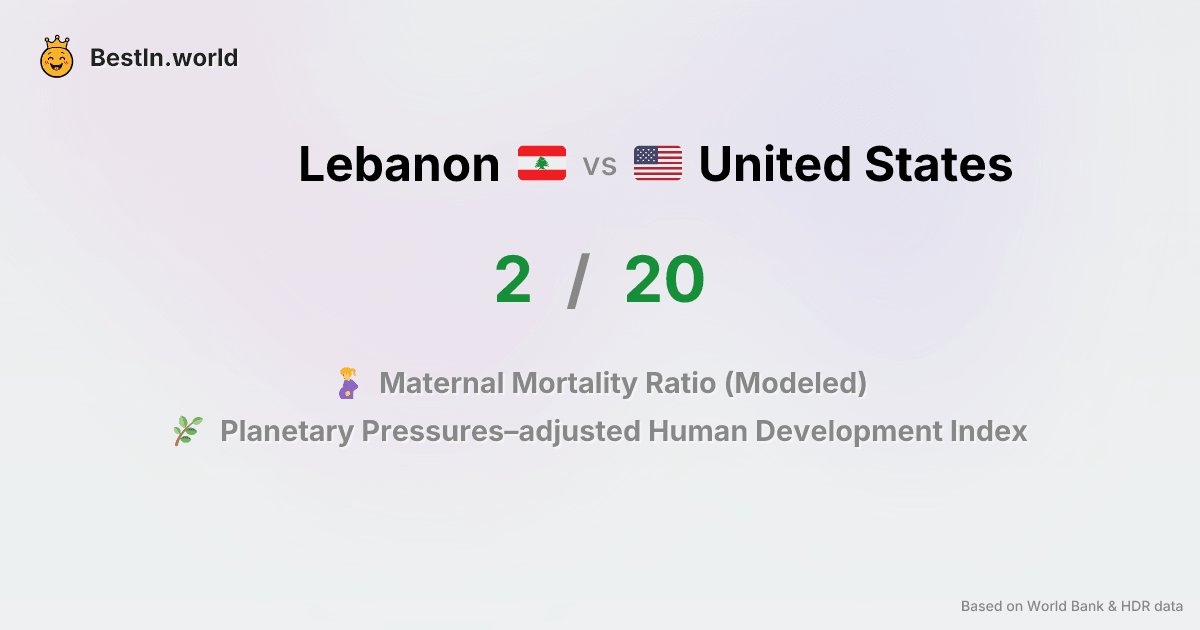 BestIn.world
Lebanon vs United States
2 / 20
Maternal Mortality Ratio (Modeled)
Planetary Pressures–adjusted Human Development Index
Based on World Bank & HDR data